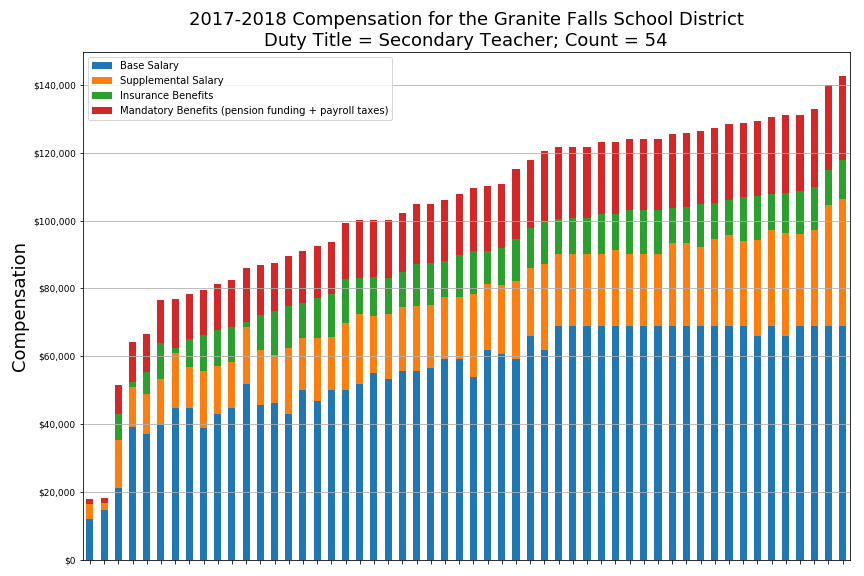 2017-2018 Compensation for the Granite Falls School District
Duty Title = Secondary Teacher; Count = 54
Base Salary
Supplemental Salary
Insurance Benefits
Mandatory Benefits (pension funding + payroll taxes)
Compensation
$140,000
$120,000
$100,000
$80,000
$60,000
$40,000
$20,000
$0